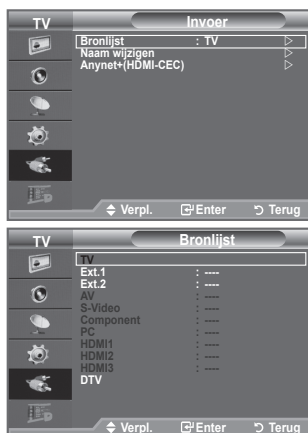 TV Invoer
Bronlijst : TV
Naam wijzigen
Anynet+(HDMI-CEC)
Verpl. Enter Terug
TV Bronlijst
TV
Ext.1 : ----
Ext.2 : ----
AV : ----
S-Video : ----
Component : ----
PC : ----
HDMI1 : ----
HDMI2 : ----
HDMI3 : ----
DTV
Verpl. Enter Terug